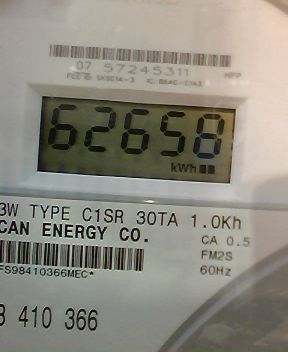 07 57245311
HPP
62658
kWh
3W TYPE C1SR 30TA 1.0Kh
CAN ENERGY CO.
CA 0.5
FM2S
60Hz
FS98410366MEC*
410 366